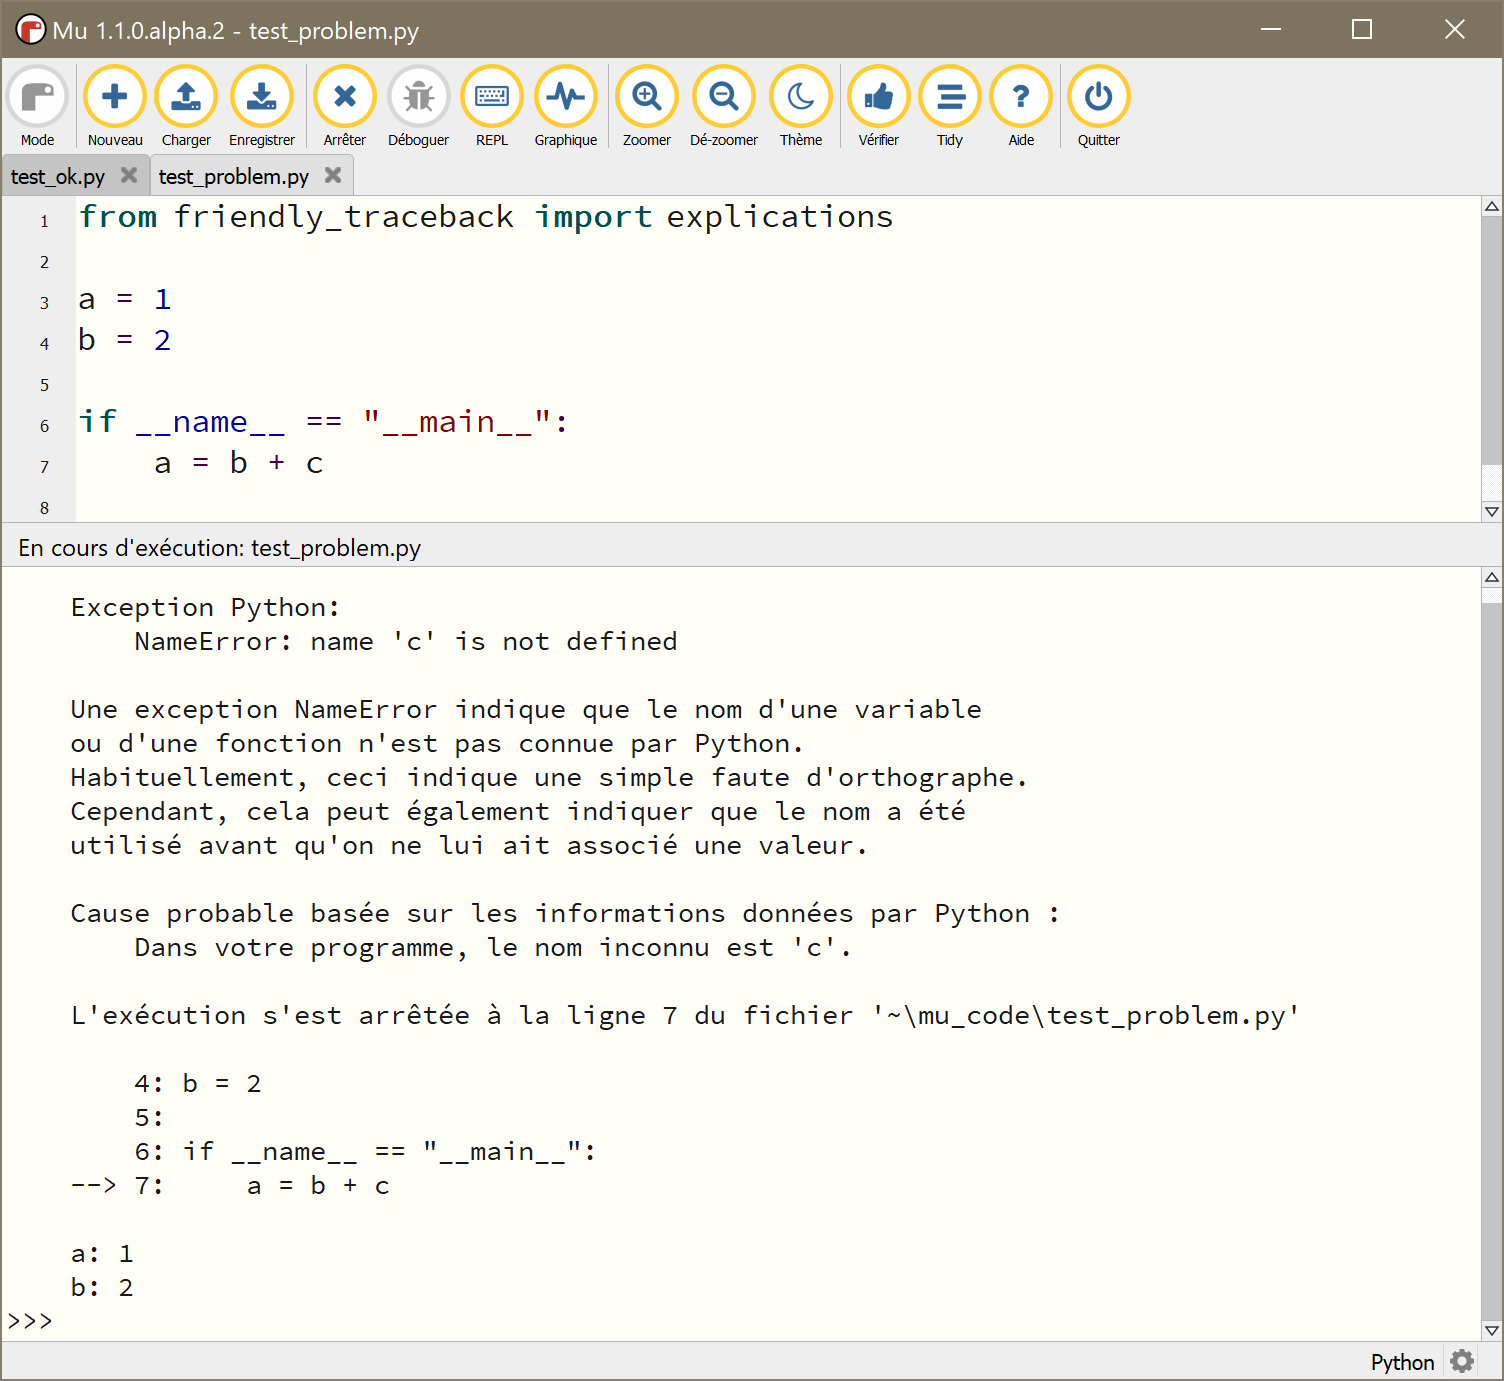 Mu 1.1.0.alpha.2 - test_problem.py
Mode Nouveau Charger Enregistrer Arrêter Déboguer REPL Graphique Zoomer Dé-zoomer Thème Vérifier Tidy Aide Quitter
test_ok.py test_problem.py
1 from friendly_traceback import explications
2
3 a = 1
4 b = 2
5
6 if __name__ == "__main__":
7     a = b + c
8
En cours d'exécution: test_problem.py
Exception Python:
    NameError: name 'c' is not defined
Une exception NameError indique que le nom d'une variable
ou d'une fonction n'est pas connue par Python.
Habituellement, ceci indique une simple faute d'orthographe.
Cependant, cela peut également indiquer que le nom a été
utilisé avant qu'on ne lui ait associé une valeur.
Cause probable basée sur les informations données par Python :
    Dans votre programme, le nom inconnu est 'c'.
L'exécution s'est arrêtée à la ligne 7 du fichier '~\mu_code\test_problem.py'
    4: b = 2
    5:
    6: if __name__ == "__main__":
--> 7:     a = b + c
a: 1
b: 2
>>>
Python